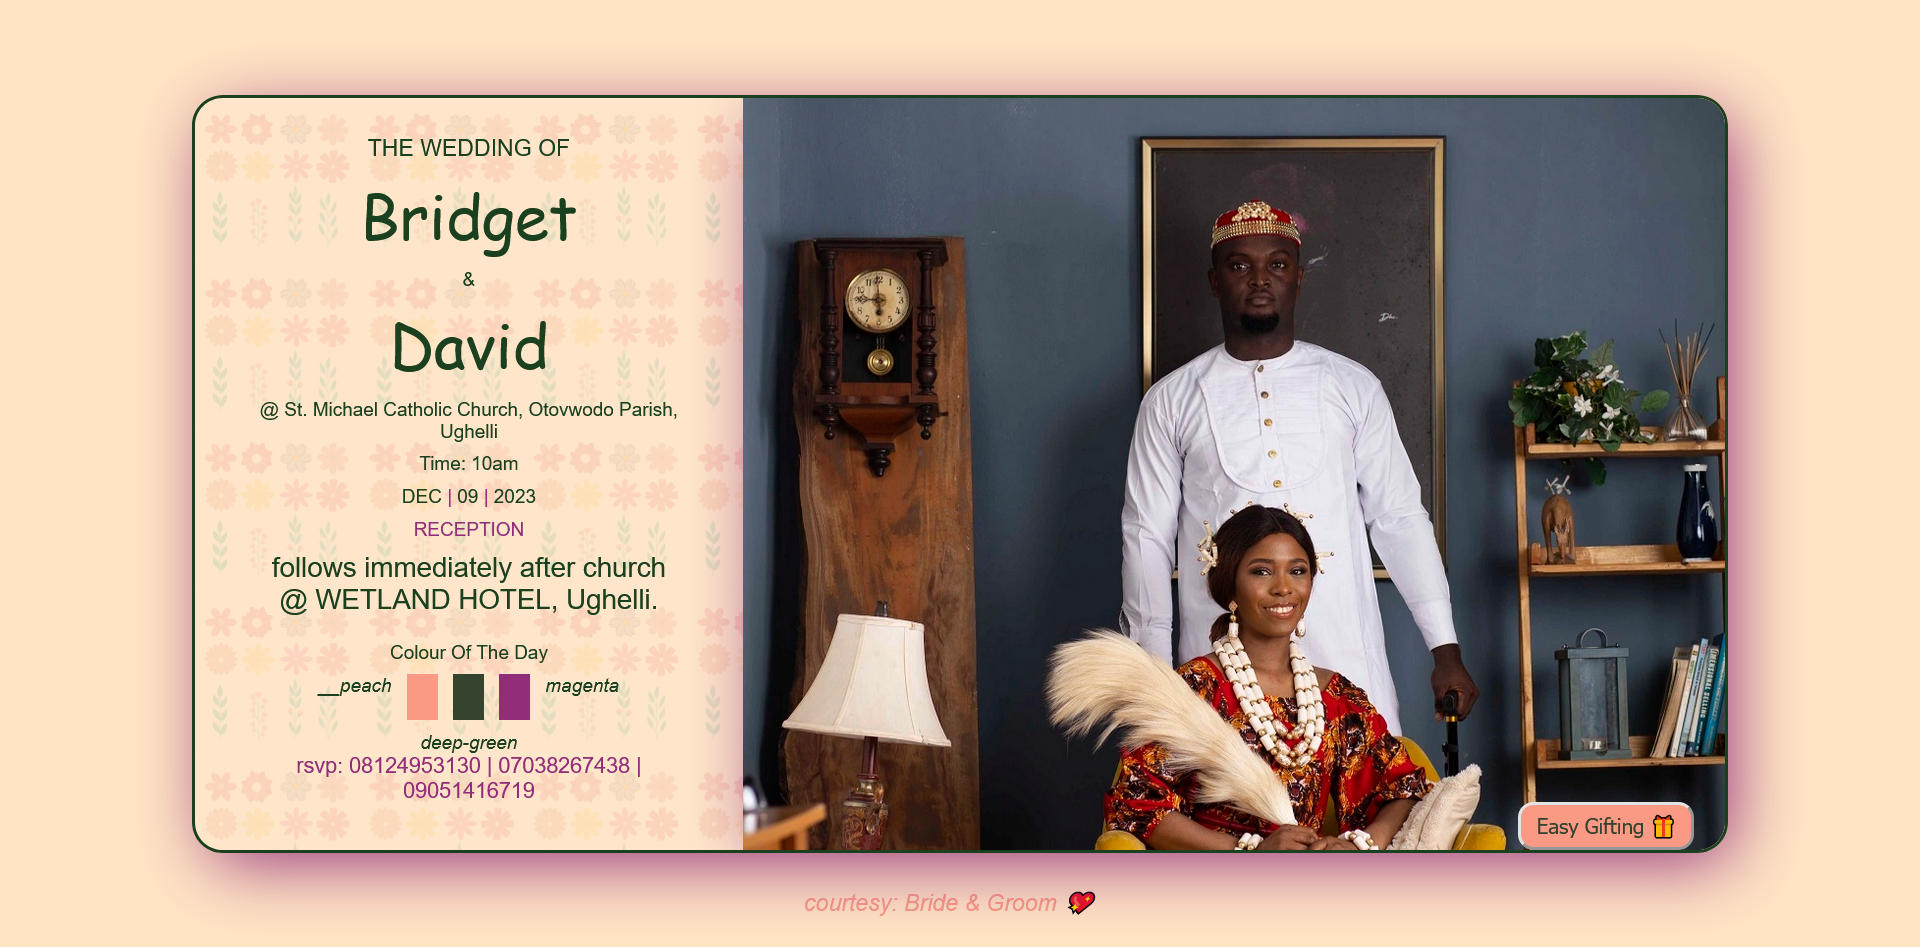 THE WEDDING OF
Bridget
&
David
@ St. Michael Catholic Church, Otovwodo Parish,
Ughelli
Time: 10am
DEC | 09 | 2023
RECEPTION
follows immediately after church
@ WETLAND HOTEL, Ughelli.
Colour Of The Day
__peach
magenta
deep-green
rsvp: 08124953130 | 07038267438 |
09051416719
Easy Gifting
courtesy: Bride & Groom